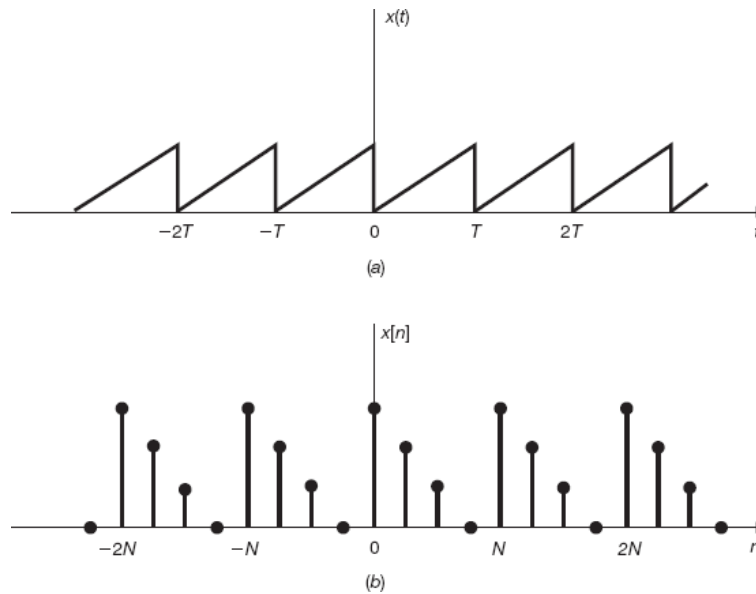 x(t)
−2T −T 0 T 2T t
(a)
x[n]
−2N −N 0 N 2N n
(b)